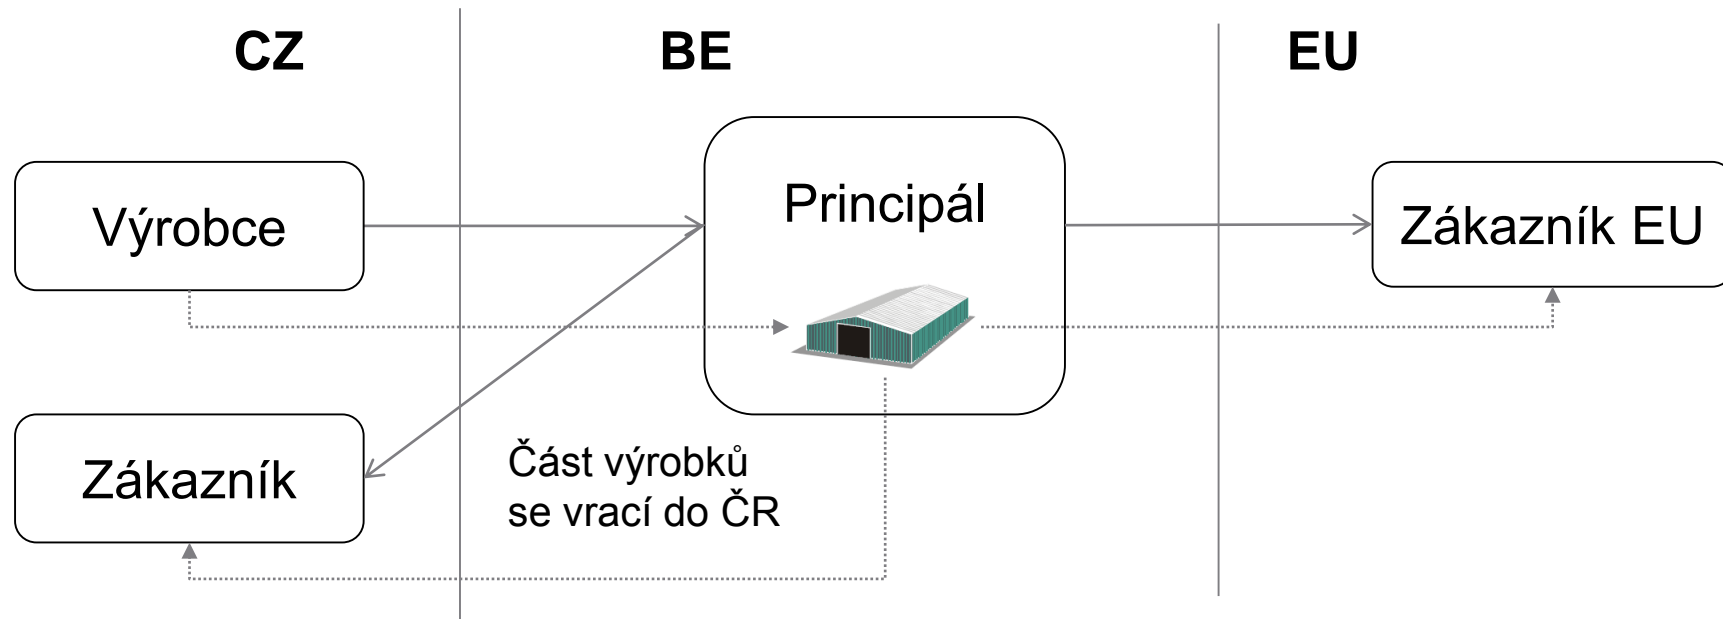 CZ
BE
EU
Výrobce
Principál
Zákazník EU
Zákazník
Část výrobků
se vrací do ČR